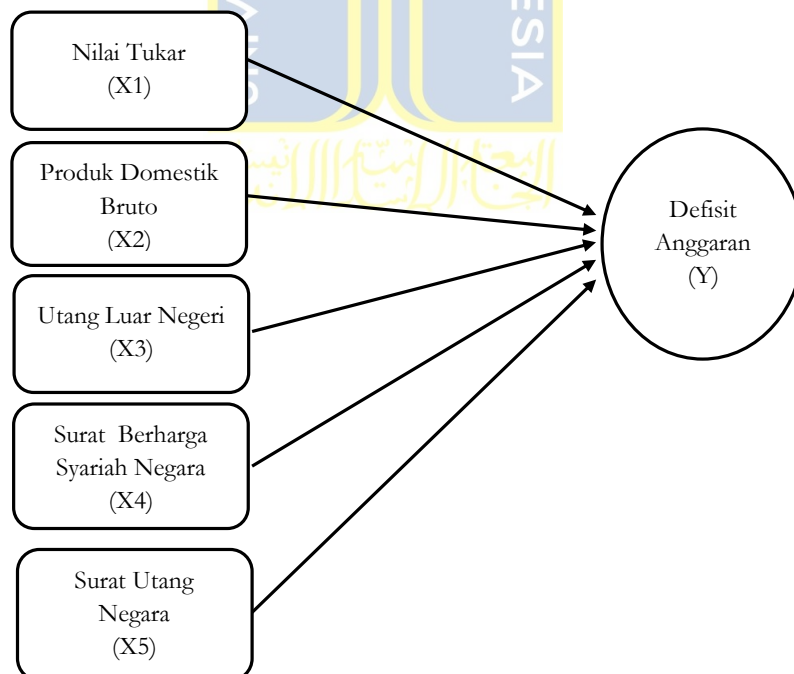 ESIA
Nilai Tukar
(X1)
Produk Domestik
Bruto
(X2)
Utang Luar Negeri
(X3)
Surat Berharga
Syariah Negara
(X4)
Surat Utang
Negara
(X5)
Defisit
Anggaran
(Y)